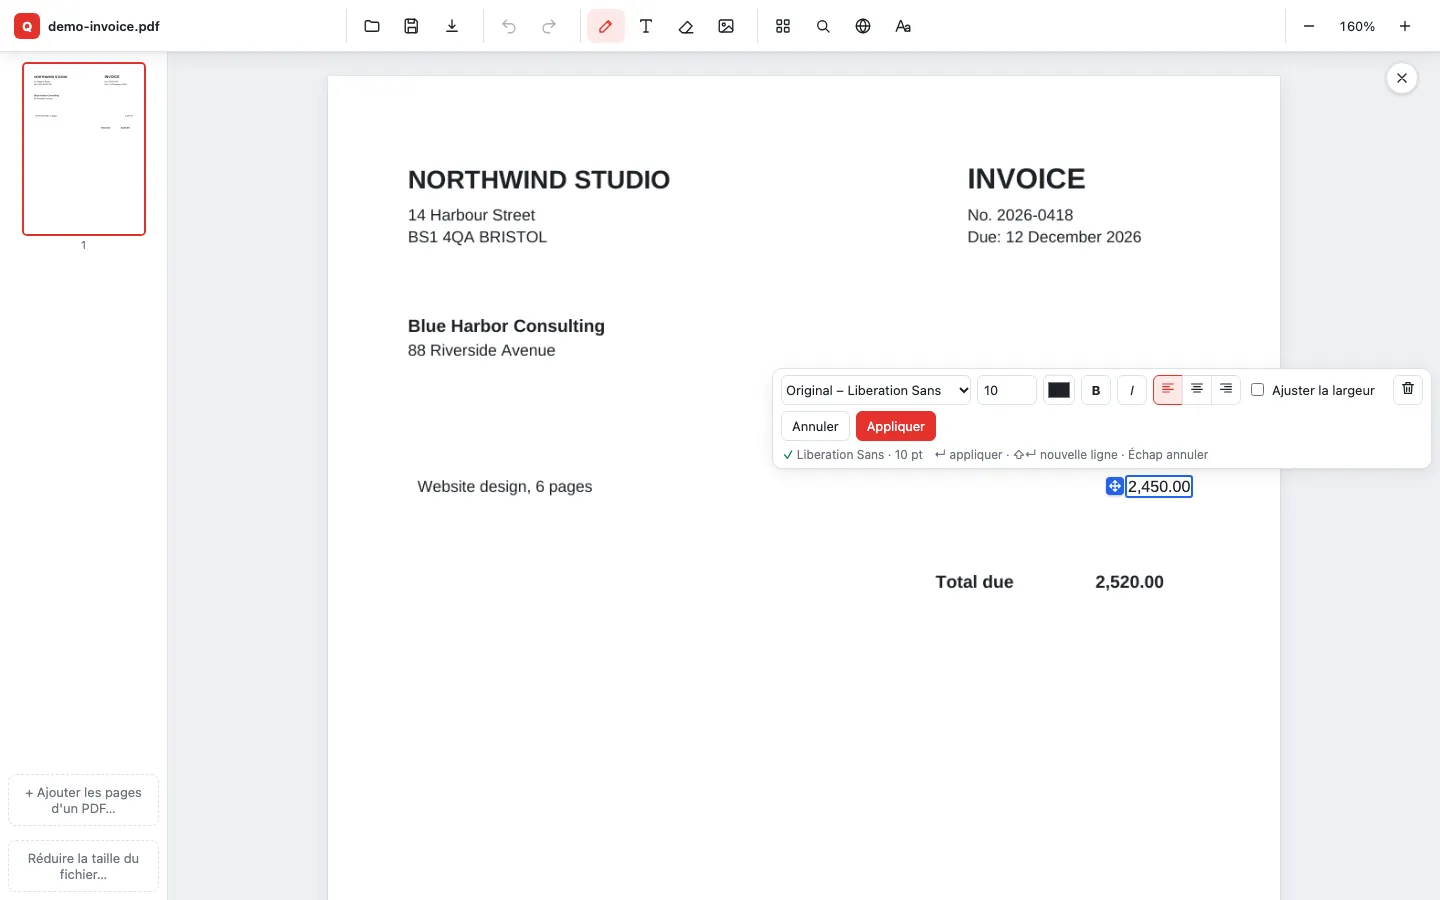 Q demo-invoice.pdf
160%
1
+ Ajouter les pages
d'un PDF...
Réduire la taille du
fichier...
NORTHWIND STUDIO
14 Harbour Street
BS1 4QA BRISTOL
INVOICE
No. 2026-0418
Due: 12 December 2026
Blue Harbor Consulting
88 Riverside Avenue
Original – Liberation Sans 10 B I Ajuster la largeur
Annuler Appliquer
✓ Liberation Sans · 10 pt ↵ appliquer · ⇧↵ nouvelle ligne · Échap annuler
Website design, 6 pages 2,450.00
Total due 2,520.00